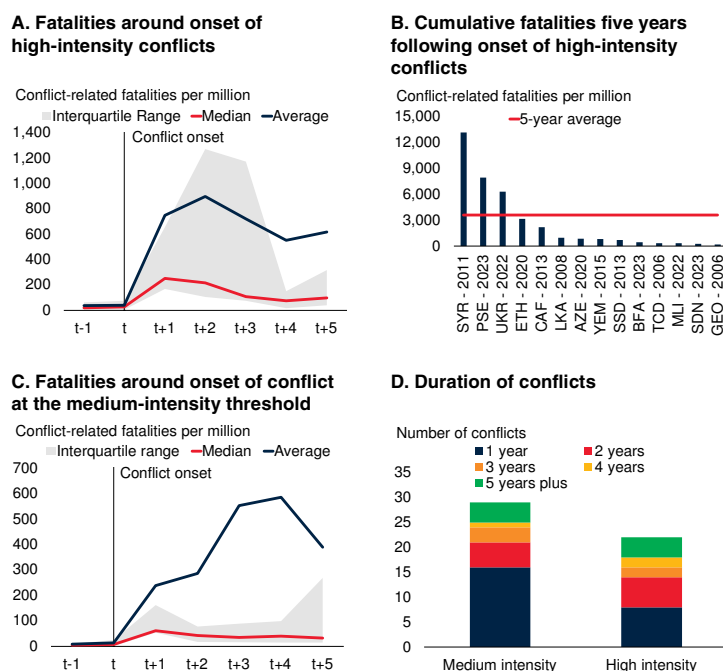 A. Fatalities around onset of
high-intensity conflicts
Conflict-related fatalities per million
Interquartile Range Median Average
Conflict onset
1,400
1,200
1,000
800
600
400
200
0
t-1 t t+1 t+2 t+3 t+4 t+5
B. Cumulative fatalities five years
following onset of high-intensity
conflicts
Conflict-related fatalities per million
5-year average
15,000
12,000
9,000
6,000
3,000
0
SYR - 2011
PSE - 2023
UKR - 2022
ETH - 2020
CAF - 2013
LKA - 2008
AZE - 2020
YEM - 2015
SSD - 2013
BFA - 2023
TCD - 2006
MLI - 2022
SDN - 2023
GEO - 2006
C. Fatalities around onset of conflict
at the medium-intensity threshold
Conflict-related fatalities per million
Interquartile range Median Average
Conflict onset
700
600
500
400
300
200
100
0
t-1 t t+1 t+2 t+3 t+4 t+5
D. Duration of conflicts
Number of conflicts
1 year 2 years
3 years 4 years
5 years plus
35
30
25
20
15
10
5
0
Medium intensity High intensity